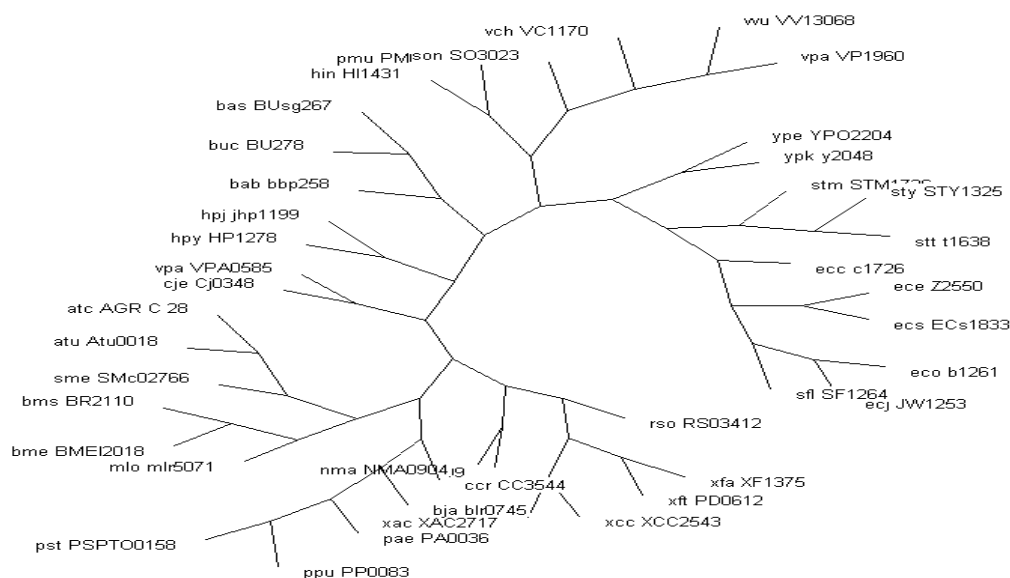 vvu VV13068
vch VC1170
vpa VP1960
pmu
son SO3023
hin HI1431
bas BUsg267
buc BU278
bab bbp258
hpj jhp1199
hpy HP1278
vpa VPA0585
cje Cj0348
atc AGR C 28
atu Atu0018
sme SMc02766
bms BR2110
bme BMEI2018
mlo mlr5071
ype YPO2204
ypk y2048
stm
sty STY1325
stt t1638
ecc c1726
ece Z2550
ecs ECs1833
eco b1261
sfl SF1264
ecj JW1253
rso RS03412
nma NMA0904
ccr CC3544
xfa XF1375
xft PD0612
bja blr0745
xac XAC2717
xcc XCC2543
pae PA0036
pst PSPTO0158
ppu PP0083